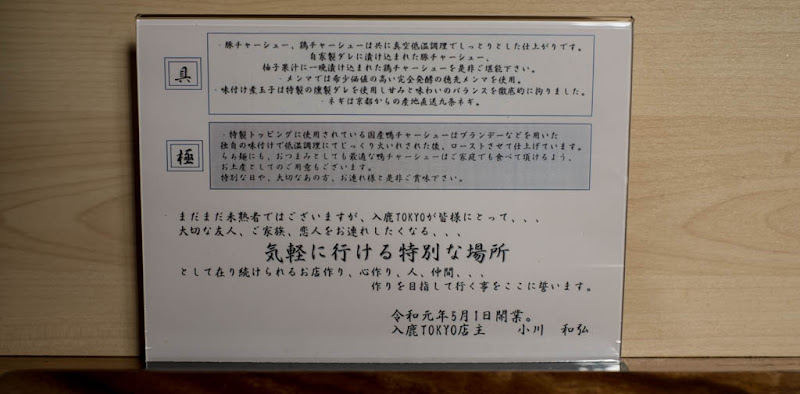 具
・豚チャーシュー、鶏チャーシューは共に真空低温調理でしっとりとした仕上がりです。
自家製ダレに漬け込まれた豚チャーシュー、
柚子果汁に一晩漬け込まれた鶏チャーシューを是非ご堪能下さい。
・メンマでは希少価値の高い完全発酵の穂先メンマを使用。
・味付け煮玉子は特製の燻製ダレを使用し甘みと味わいのバランスを徹底的に拘りました。
・ネギは京都からの産地直送九条ネギ。
極
・特製トッピングに使用されている国産鴨チャーシューはブランデーなどを用いた
独自の味付けで低温調理にてじっくり火いれされた後、ローストさせて仕上げています。
らぁ麺にも、おつまみとしても最適な鴨チャーシューはご家庭でも食べて頂けるよう、
お土産としてのご用意もございます。
特別な日や、大切なあの方、お連れ様と是非ご賞味下さい。
まだまだ未熟者ではございますが、入鹿TOKYOが皆様にとって、、、
大切な友人、ご家族、恋人をお連れしたくなる、、、
気軽に行ける特別な場所
として在り続けられるお店作り、心作り、人、仲間、、、
作りを目指して行く事をここに誓います。
令和元年5月1日開業。
入鹿TOKYO店主 小川 和弘